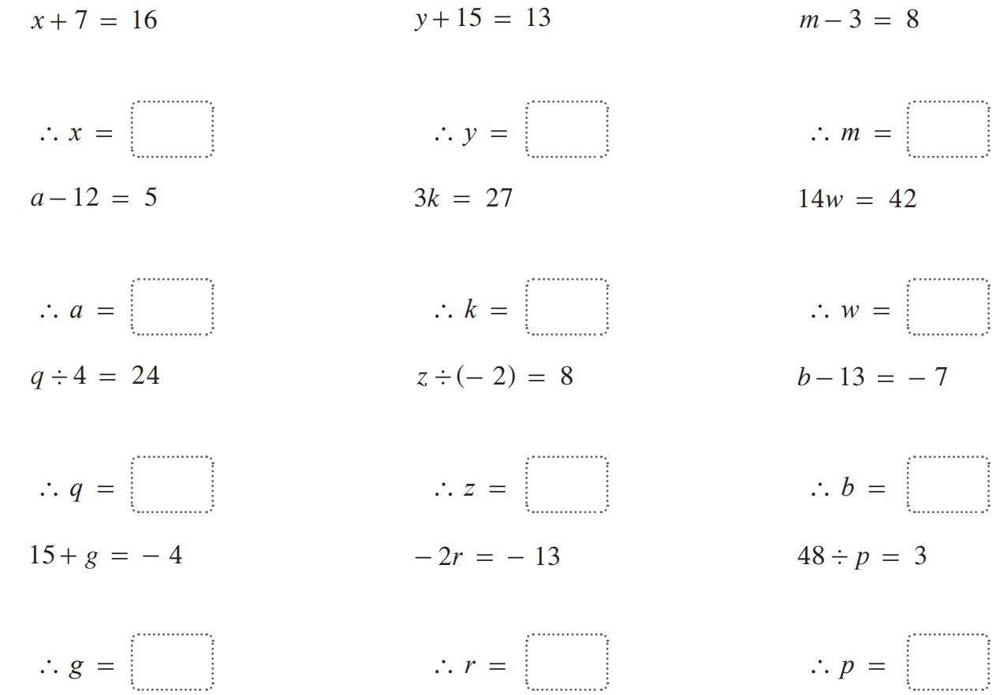 x + 7 = 16 y + 15 = 13 m − 3 = 8
∴ x = ∴ y = ∴ m =
a − 12 = 5 3k = 27 14w = 42
∴ a = ∴ k = ∴ w =
q ÷ 4 = 24 z ÷ (− 2) = 8 b − 13 = − 7
∴ q = ∴ z = ∴ b =
15 + g = − 4 − 2r = − 13 48 ÷ p = 3
∴ g = ∴ r = ∴ p =